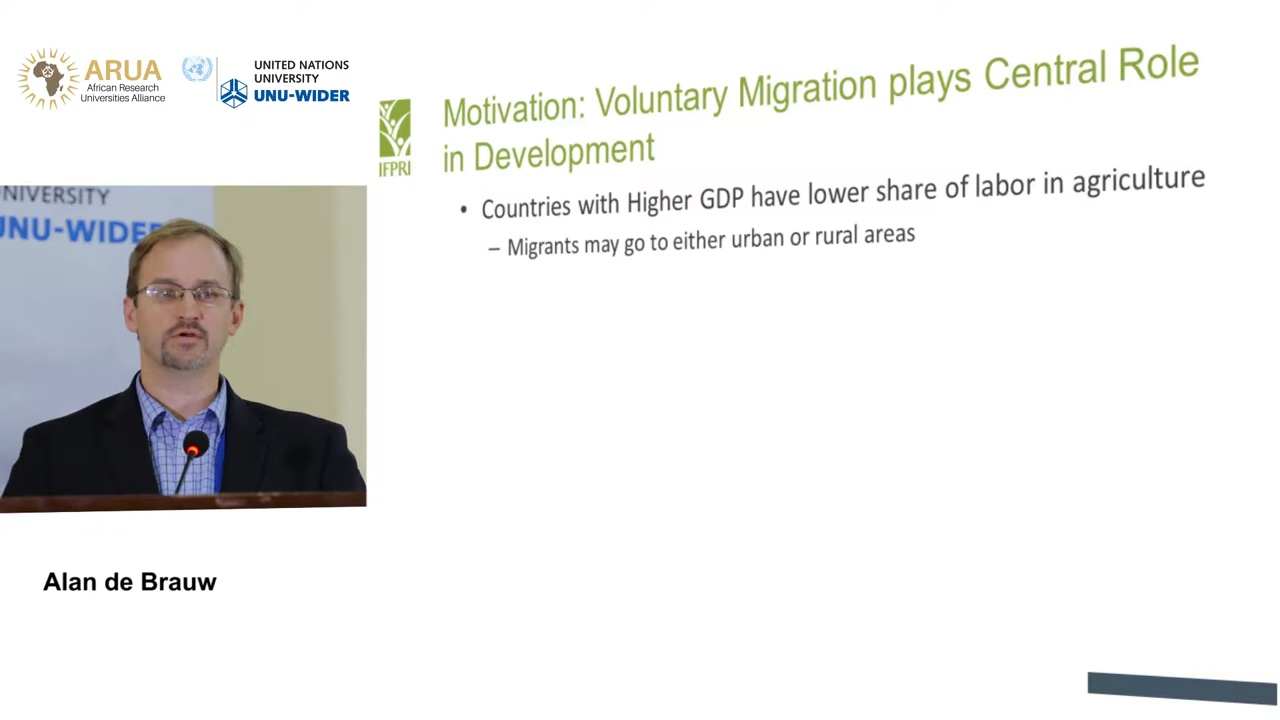 ARUA
African Research
Universities Alliance
UNITED NATIONS
UNIVERSITY
UNU-WIDER
IFPRI
Motivation: Voluntary Migration plays Central Role
in Development
• Countries with Higher GDP have lower share of labor in agriculture
– Migrants may go to either urban or rural areas
NIVERSITY
UNU-WIDER
Alan de Brauw